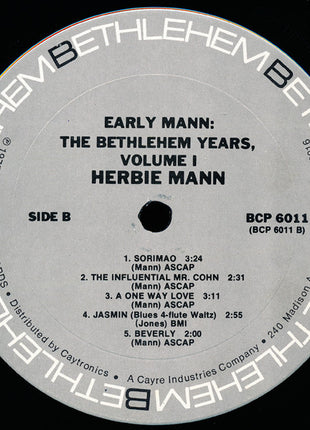 EARLY MANN:
THE BETHLEHEM YEARS,
VOLUME I
HERBIE MANN
SIDE B
BCP 6011
(BCP 6011 B)
1. SORIMAO 3:24
(Mann) ASCAP
2. THE INFLUENTIAL MR. COHN 2:31
(Mann) ASCAP
3. A ONE WAY LOVE 3:11
(Mann) ASCAP
4. JASMIN (Blues 4-flute Waltz) 2:55
(Jones) BMI
5. BEVERLY 2:00
(Mann) ASCAP
Distributed by Caytronics • A Cayre Industries Company • 240 Madison
BETHLEHEM
BETHLEHEM
BETHLEHEM
BETHLEHEM